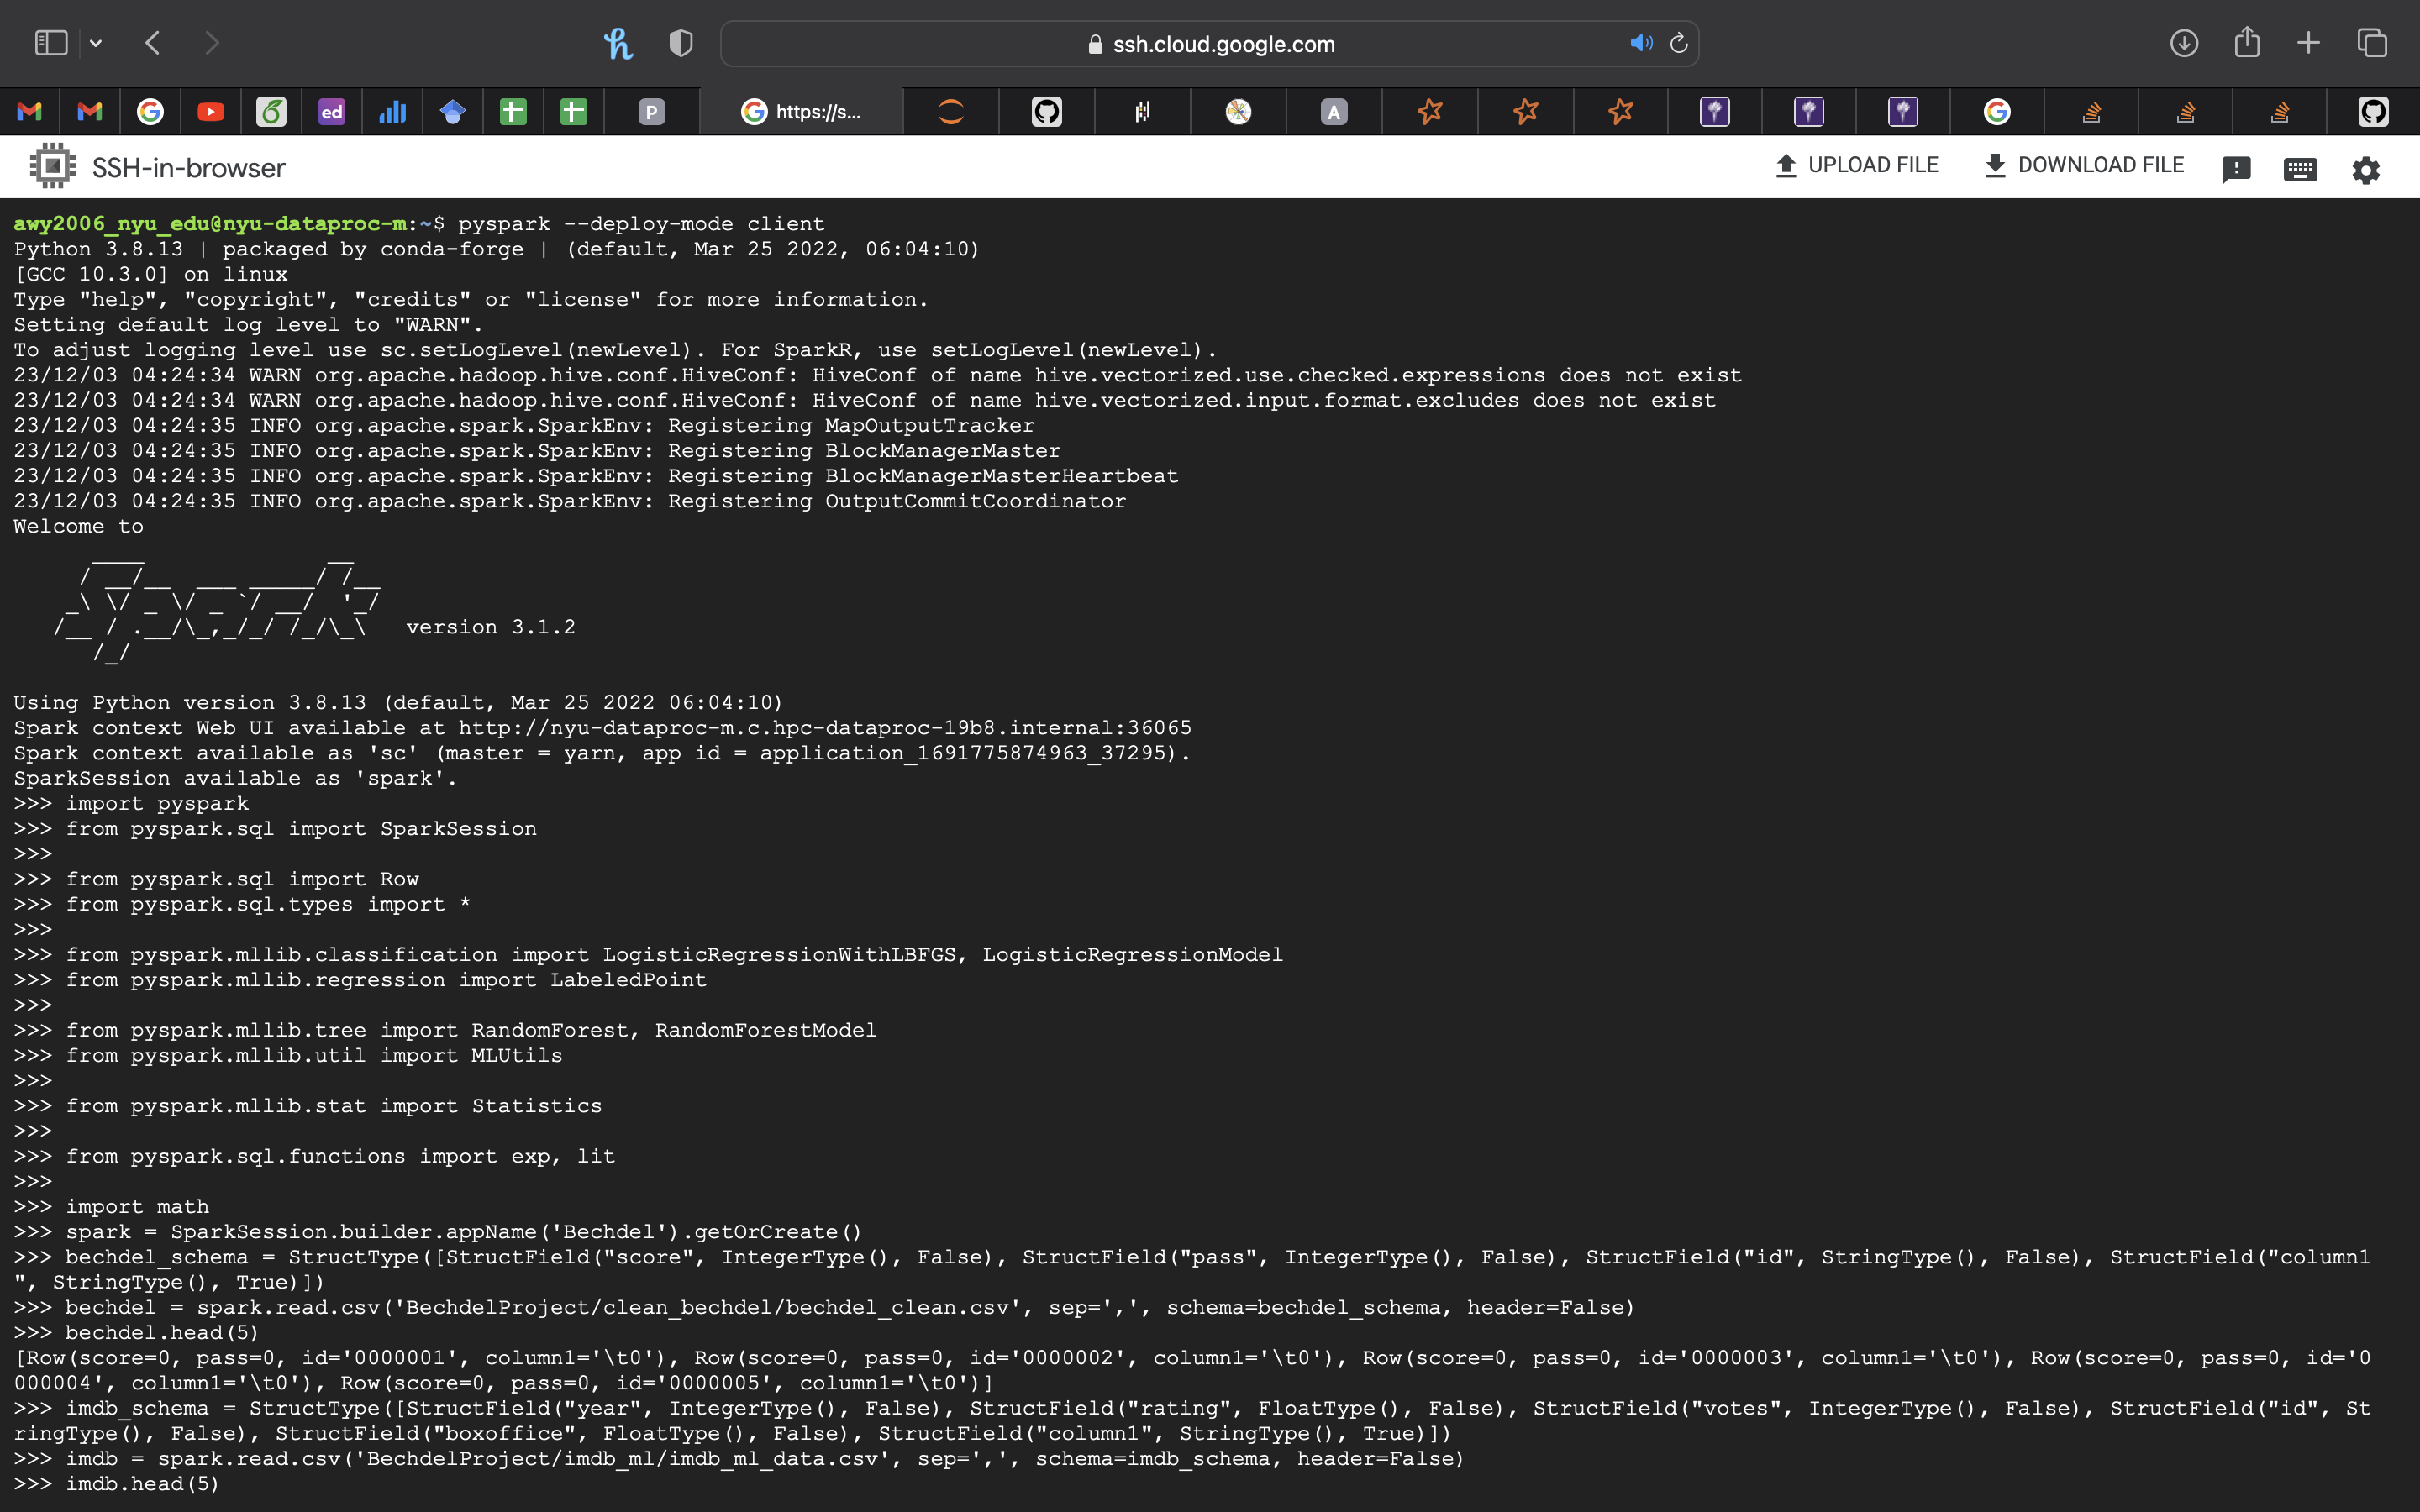 ssh.cloud.google.com
ed
P
https://s...
A
SSH-in-browser
UPLOAD FILE
DOWNLOAD FILE
awy2006_nyu_edu@nyu-dataproc-m:~$ pyspark --deploy-mode client
Python 3.8.13 | packaged by conda-forge | (default, Mar 25 2022, 06:04:10)
[GCC 10.3.0] on linux
Type "help", "copyright", "credits" or "license" for more information.
Setting default log level to "WARN".
To adjust logging level use sc.setLogLevel(newLevel). For SparkR, use setLogLevel(newLevel).
23/12/03 04:24:34 WARN org.apache.hadoop.hive.conf.HiveConf: HiveConf of name hive.vectorized.use.checked.expressions does not exist
23/12/03 04:24:34 WARN org.apache.hadoop.hive.conf.HiveConf: HiveConf of name hive.vectorized.input.format.excludes does not exist
23/12/03 04:24:35 INFO org.apache.spark.SparkEnv: Registering MapOutputTracker
23/12/03 04:24:35 INFO org.apache.spark.SparkEnv: Registering BlockManagerMaster
23/12/03 04:24:35 INFO org.apache.spark.SparkEnv: Registering BlockManagerMasterHeartbeat
23/12/03 04:24:35 INFO org.apache.spark.SparkEnv: Registering OutputCommitCoordinator
Welcome to
      ____              __
     / __/__  ___ _____/ /__
    _\ \/ _ \/ _ `/ __/  '_/
   /__ / .__/\_,_/_/ /_/\_\   version 3.1.2
      /_/
Using Python version 3.8.13 (default, Mar 25 2022 06:04:10)
Spark context Web UI available at http://nyu-dataproc-m.c.hpc-dataproc-19b8.internal:36065
Spark context available as 'sc' (master = yarn, app id = application_1691775874963_37295).
SparkSession available as 'spark'.
>>> import pyspark
>>> from pyspark.sql import SparkSession
>>>
>>> from pyspark.sql import Row
>>> from pyspark.sql.types import *
>>>
>>> from pyspark.mllib.classification import LogisticRegressionWithLBFGS, LogisticRegressionModel
>>> from pyspark.mllib.regression import LabeledPoint
>>>
>>> from pyspark.mllib.tree import RandomForest, RandomForestModel
>>> from pyspark.mllib.util import MLUtils
>>>
>>> from pyspark.mllib.stat import Statistics
>>>
>>> from pyspark.sql.functions import exp, lit
>>>
>>> import math
>>> spark = SparkSession.builder.appName('Bechdel').getOrCreate()
>>> bechdel_schema = StructType([StructField("score", IntegerType(), False), StructField("pass", IntegerType(), False), StructField("id", StringType(), False), StructField("column1
", StringType(), True)])
>>> bechdel = spark.read.csv('BechdelProject/clean_bechdel/bechdel_clean.csv', sep=',', schema=bechdel_schema, header=False)
>>> bechdel.head(5)
[Row(score=0, pass=0, id='0000001', column1='\t0'), Row(score=0, pass=0, id='0000002', column1='\t0'), Row(score=0, pass=0, id='0000003', column1='\t0'), Row(score=0, pass=0, id='0
000004', column1='\t0'), Row(score=0, pass=0, id='0000005', column1='\t0')]
>>> imdb_schema = StructType([StructField("year", IntegerType(), False), StructField("rating", FloatType(), False), StructField("votes", IntegerType(), False), StructField("id", St
ringType(), False), StructField("boxoffice", FloatType(), False), StructField("column1", StringType(), True)])
>>> imdb = spark.read.csv('BechdelProject/imdb_ml/imdb_ml_data.csv', sep=',', schema=imdb_schema, header=False)
>>> imdb.head(5)